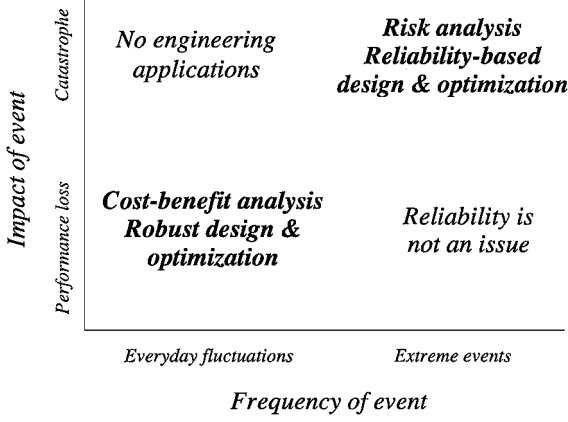 Impact of event
Catastrophe
Performance loss
No engineering
applications
Risk analysis
Reliability-based
design & optimization
Cost-benefit analysis
Robust design &
optimization
Reliability is
not an issue
Everyday fluctuations
Extreme events
Frequency of event